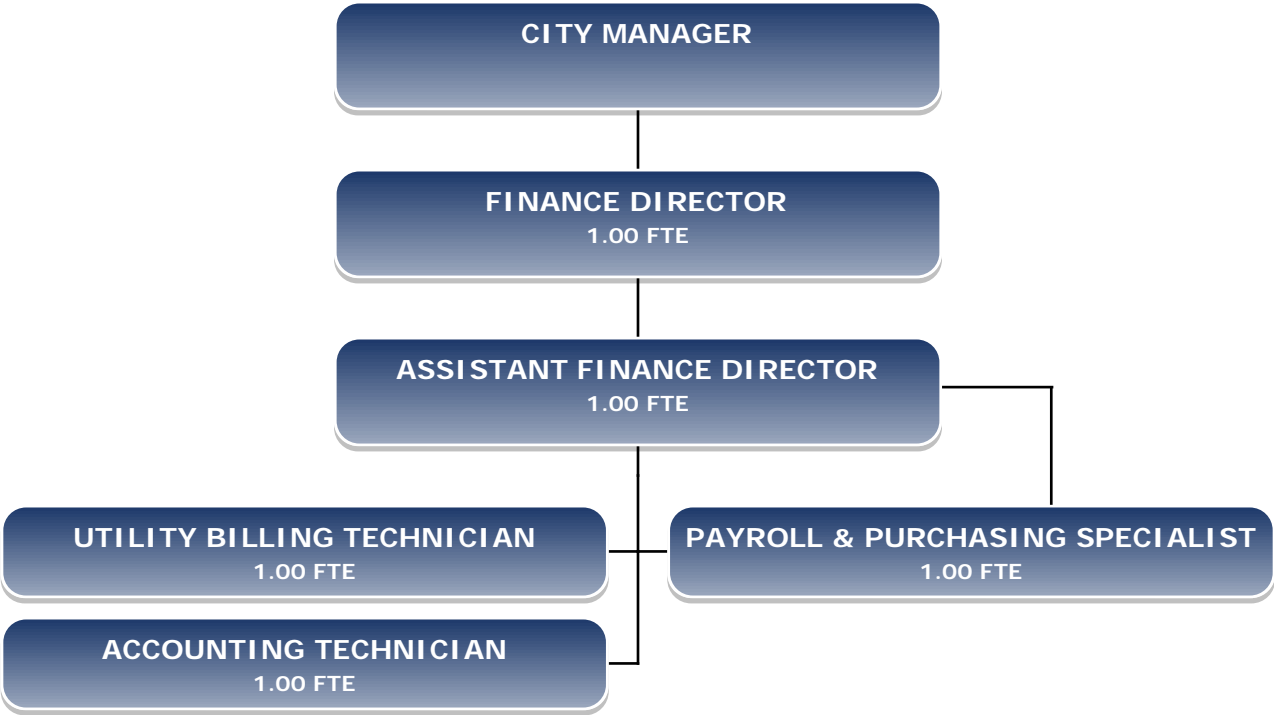 CITY MANAGER
FINANCE DIRECTOR
1.00 FTE
ASSISTANT FINANCE DIRECTOR
1.00 FTE
UTILITY BILLING TECHNICIAN
1.00 FTE
PAYROLL & PURCHASING SPECIALIST
1.00 FTE
ACCOUNTING TECHNICIAN
1.00 FTE